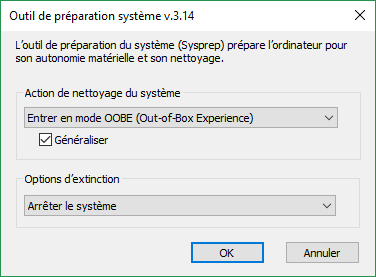 Outil de préparation système v.3.14
L'outil de préparation du système (Sysprep) prépare l'ordinateur pour
son autonomie matérielle et son nettoyage.
Action de nettoyage du système
Entrer en mode OOBE (Out-of-Box Experience)
Généraliser
Options d'extinction
Arrêter le système
OK
Annuler